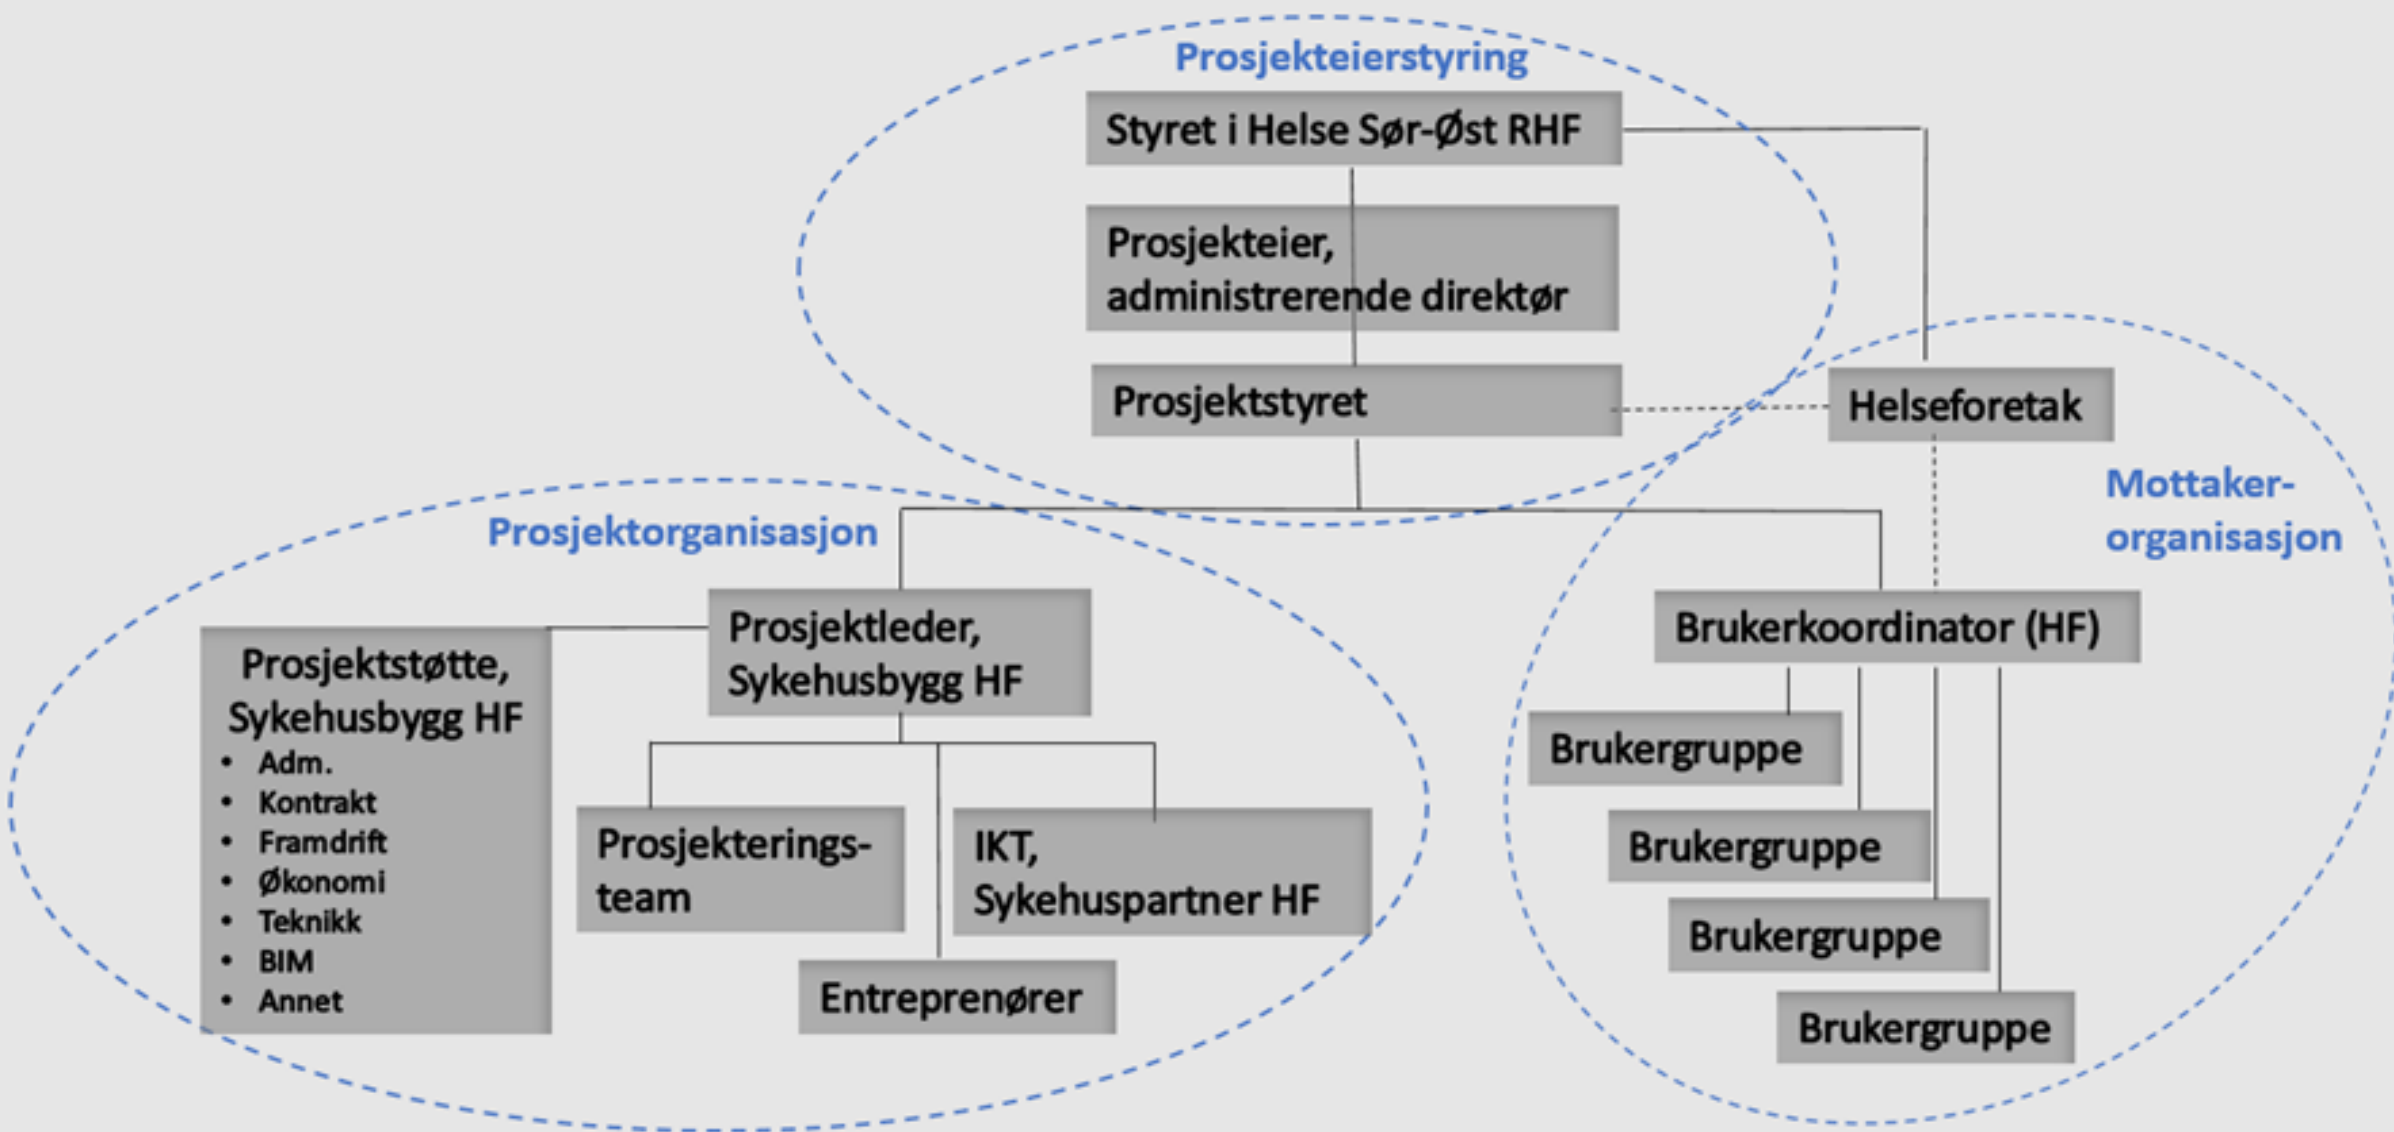 Prosjekteierstyring
Styret i Helse Sør-Øst RHF
Prosjekteier,
administrerende direktør
Prosjektstyret
Helseforetak
Mottaker-
organisasjon
Prosjektorganisasjon
Prosjektleder,
Sykehusbygg HF
Prosjektstøtte,
Sykehusbygg HF
• Adm.
• Kontrakt
• Framdrift
• Økonomi
• Teknikk
• BIM
• Annet
Prosjekterings-
team
IKT,
Sykehuspartner HF
Entreprenører
Brukerkoordinator (HF)
Brukergruppe
Brukergruppe
Brukergruppe
Brukergruppe